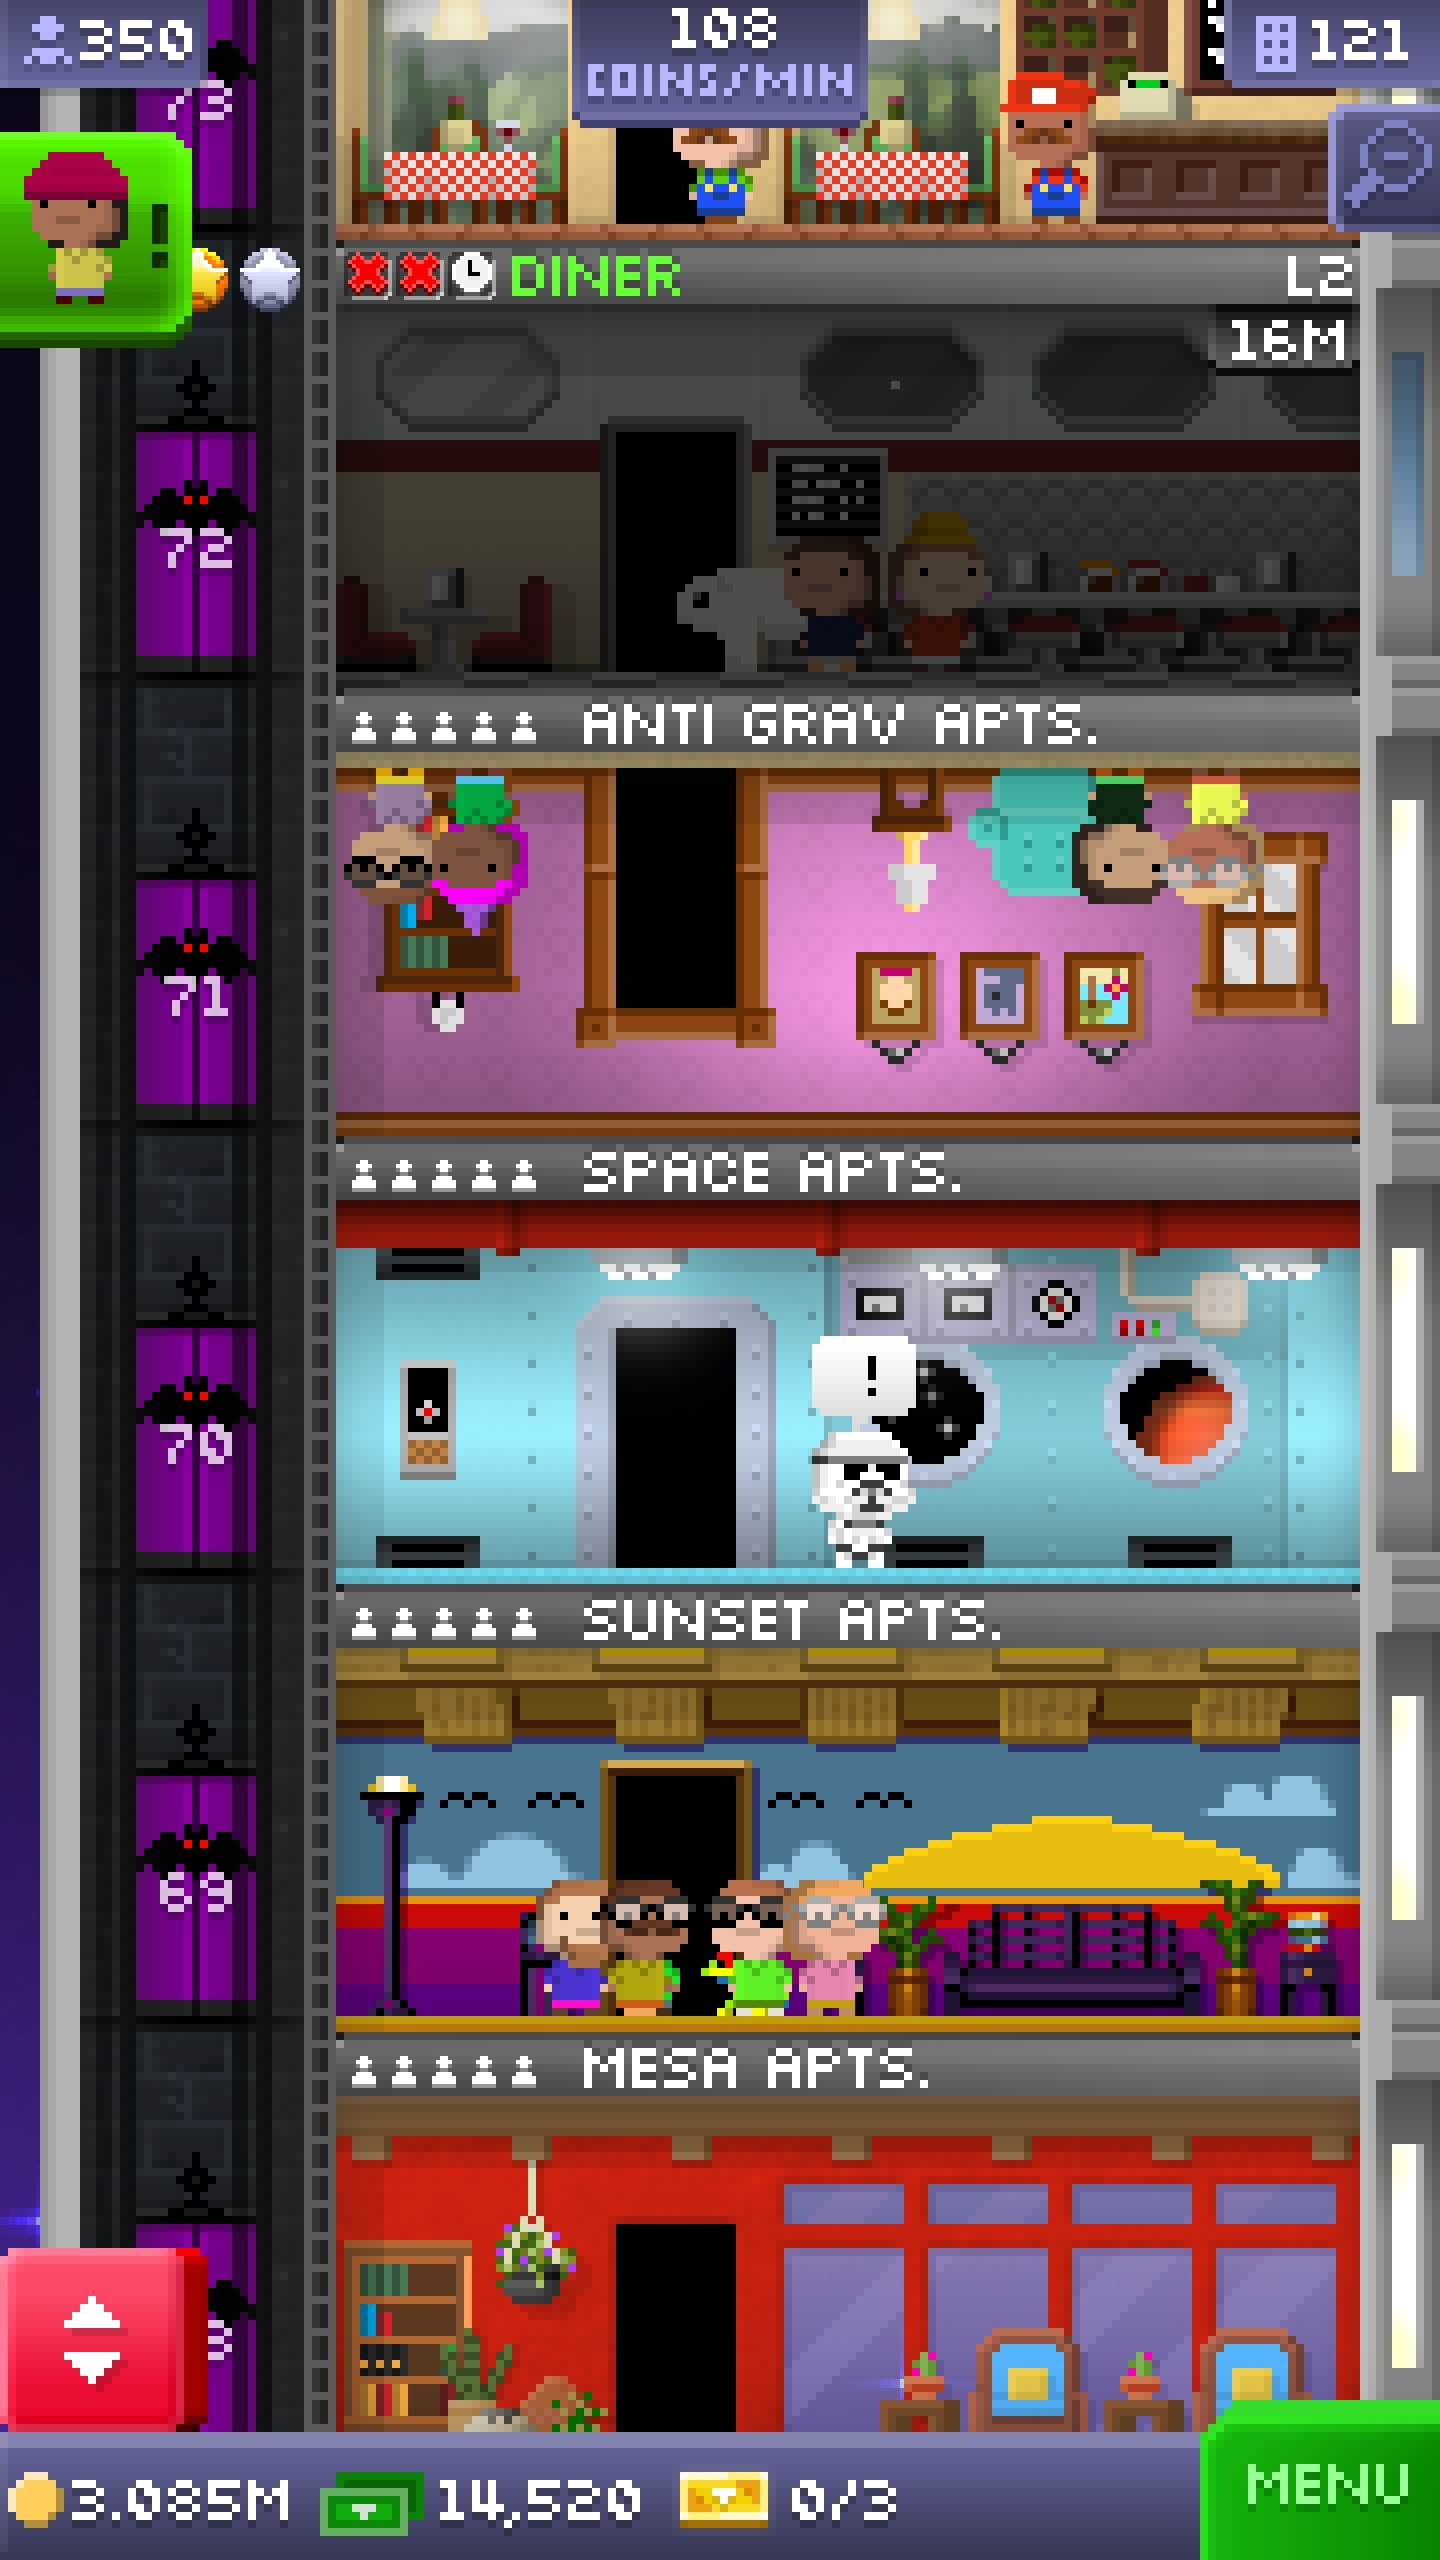 350
108
COINS/MIN
121
73
!
DINER
L2
16M
72
ANTI GRAV APTS.
71
SPACE APTS.
!
70
SUNSET APTS.
69
MESA APTS.
3.085M
14,520
0/3
MENU